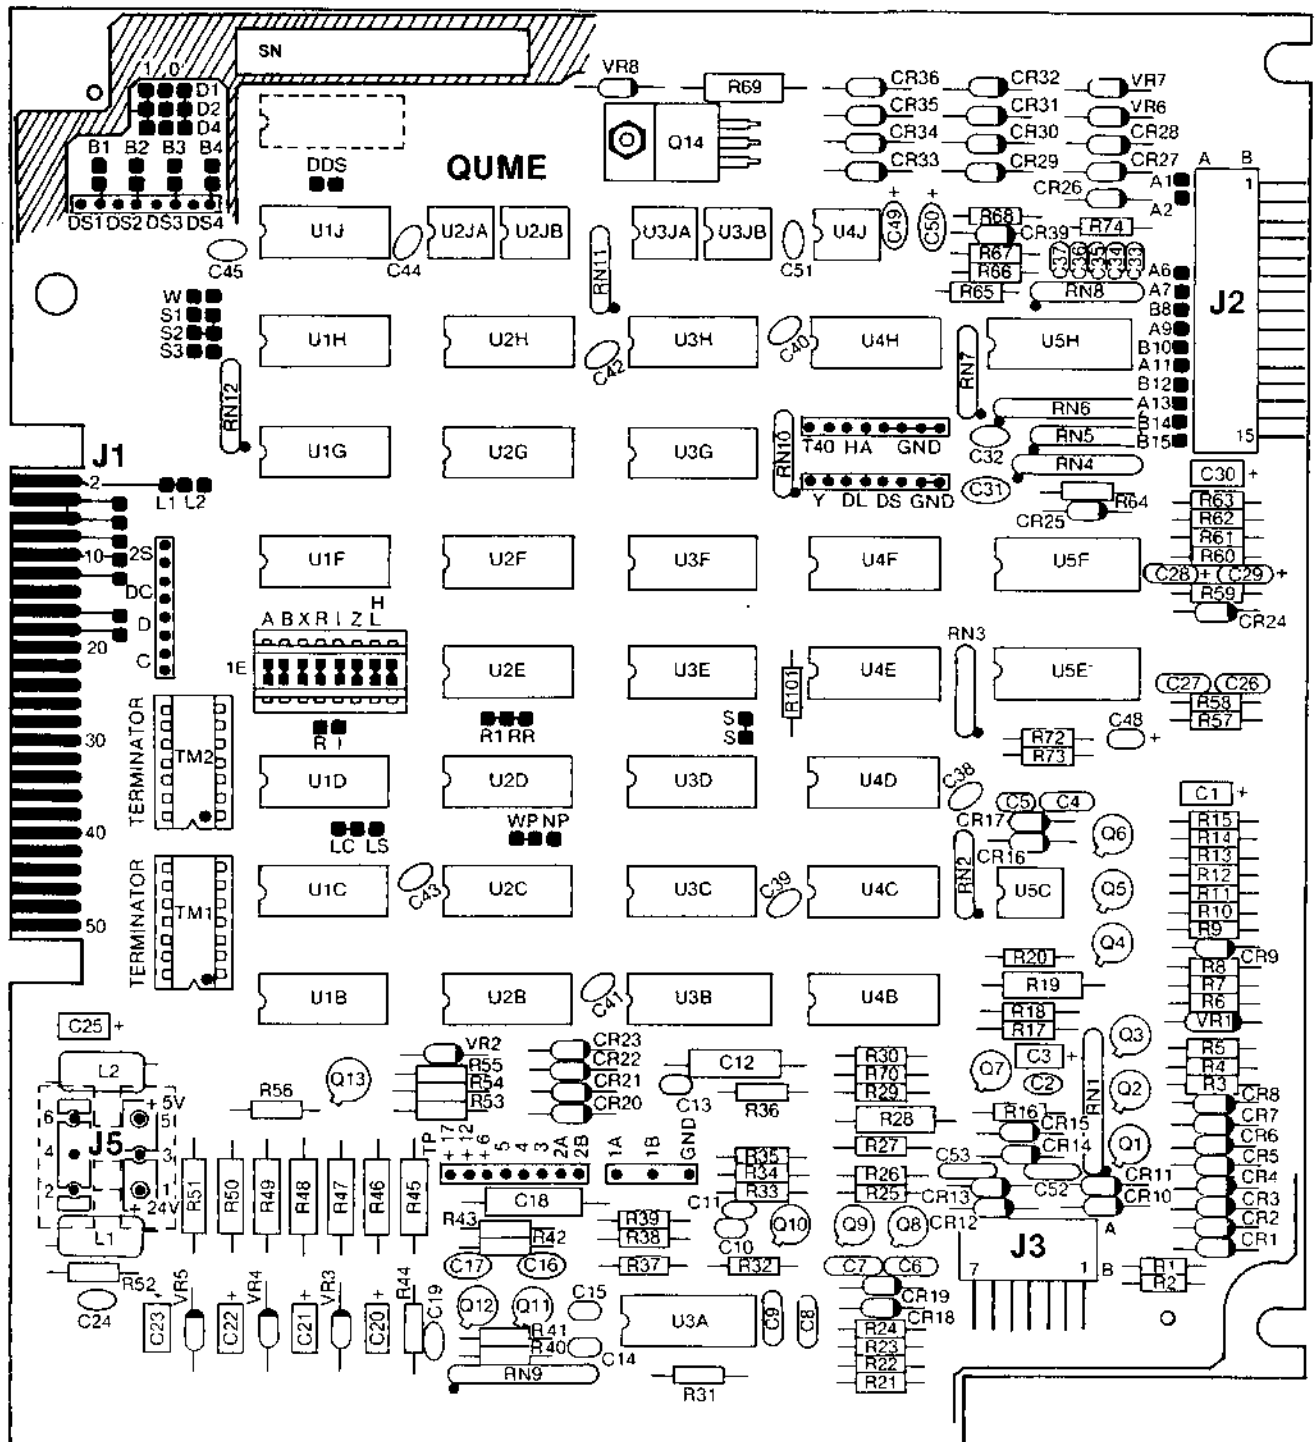 SN
1 0
D1
D2
D4
B1 B2 B3 B4
DS1 DS2 DS3 DS4
DDS
QUME
VR8
R69
Q14
CR36 CR32 VR7
CR35 CR31 VR6
CR34 CR30 CR28
CR33 CR29 CR27
CR26
A B
A1
A2
1
U1J U2JA U2JB U3JA U3JB U4J
C45 C44 RN11 C51
+ +
C49 C50
R68
CR39
R67
R66
R65
R74
C37 C36 C35 C34 C33
RN8
A6
A7
B8
A9
B10
A11
B12
A13
B14
B15
J2
15
W
S1
S2
S3
U1H U2H U3H U4H U5H
C42 C40
RN12
RN7
RN6
RN5
RN4
RN10
T40 HA GND
Y DL DS GND
C32
C31
U1G U2G U3G
J1
2
L1 L2
C30 +
R64
CR25
R63
R62
R61
R60
C28 + C29 +
R59
CR24
10
20
30
40
50
2S
DC
D
C
U1F U2F U3F U4F U5F
A B X R I Z H L
1E
U2E U3E U4E U5E
R101
RN3
C27 C26
R58
R57
C48 +
R72
R73
R I
R1 RR
S
S
TERMINATOR
TM2
U1D U2D U3D U4D
C38
C5 C4
CR17
CR16
Q6
C1 +
R15
R14
R13
R12
R11
R10
R9
CR9
R8
R7
R6
VR1
R5
R4
R3
LC LS
WP NP
TERMINATOR
TM1
U1C U2C U3C U4C U5C
C43 C39
RN2
Q5
Q4
R20
R19
R18
R17
U1B U2B U3B U4B
C41
C25 +
L2
R56
Q13
VR2
R55
R54
R53
CR23
CR22
CR21
CR20
C12
C13
R36
R30
R70
R29
R28
R27
R26
R25
Q7
C3 +
C2
R16
CR15
CR14
RN1
Q3
Q2
Q1
CR8
CR7
CR6
CR5
CR4
CR3
CR2
CR1
C53
C52
CR13
CR12
CR11
CR10
J5
+ 5V
6 5
4 3
2 1
+ 24V
L1
R51 R50 R49 R48 R47 R46 R45
TP +17 +12 +6 5 4 3 2A 2B 1A 1B GND
C18
R43
R42
C17 C16
R39
R38
R37
R35
R34
R33
C11
C10
R32
Q10 Q9 Q8
C7 C6
CR19
CR18
R24
R23
R22
R21
J3
A
7 1 B
R1
R2
R52
C24
C23 + VR5 C22 + VR4 C21 + VR3 C20 + R44 C19
Q12 Q11
C15
R41
R40
C14
RN9
U3A
C9 C8
R31